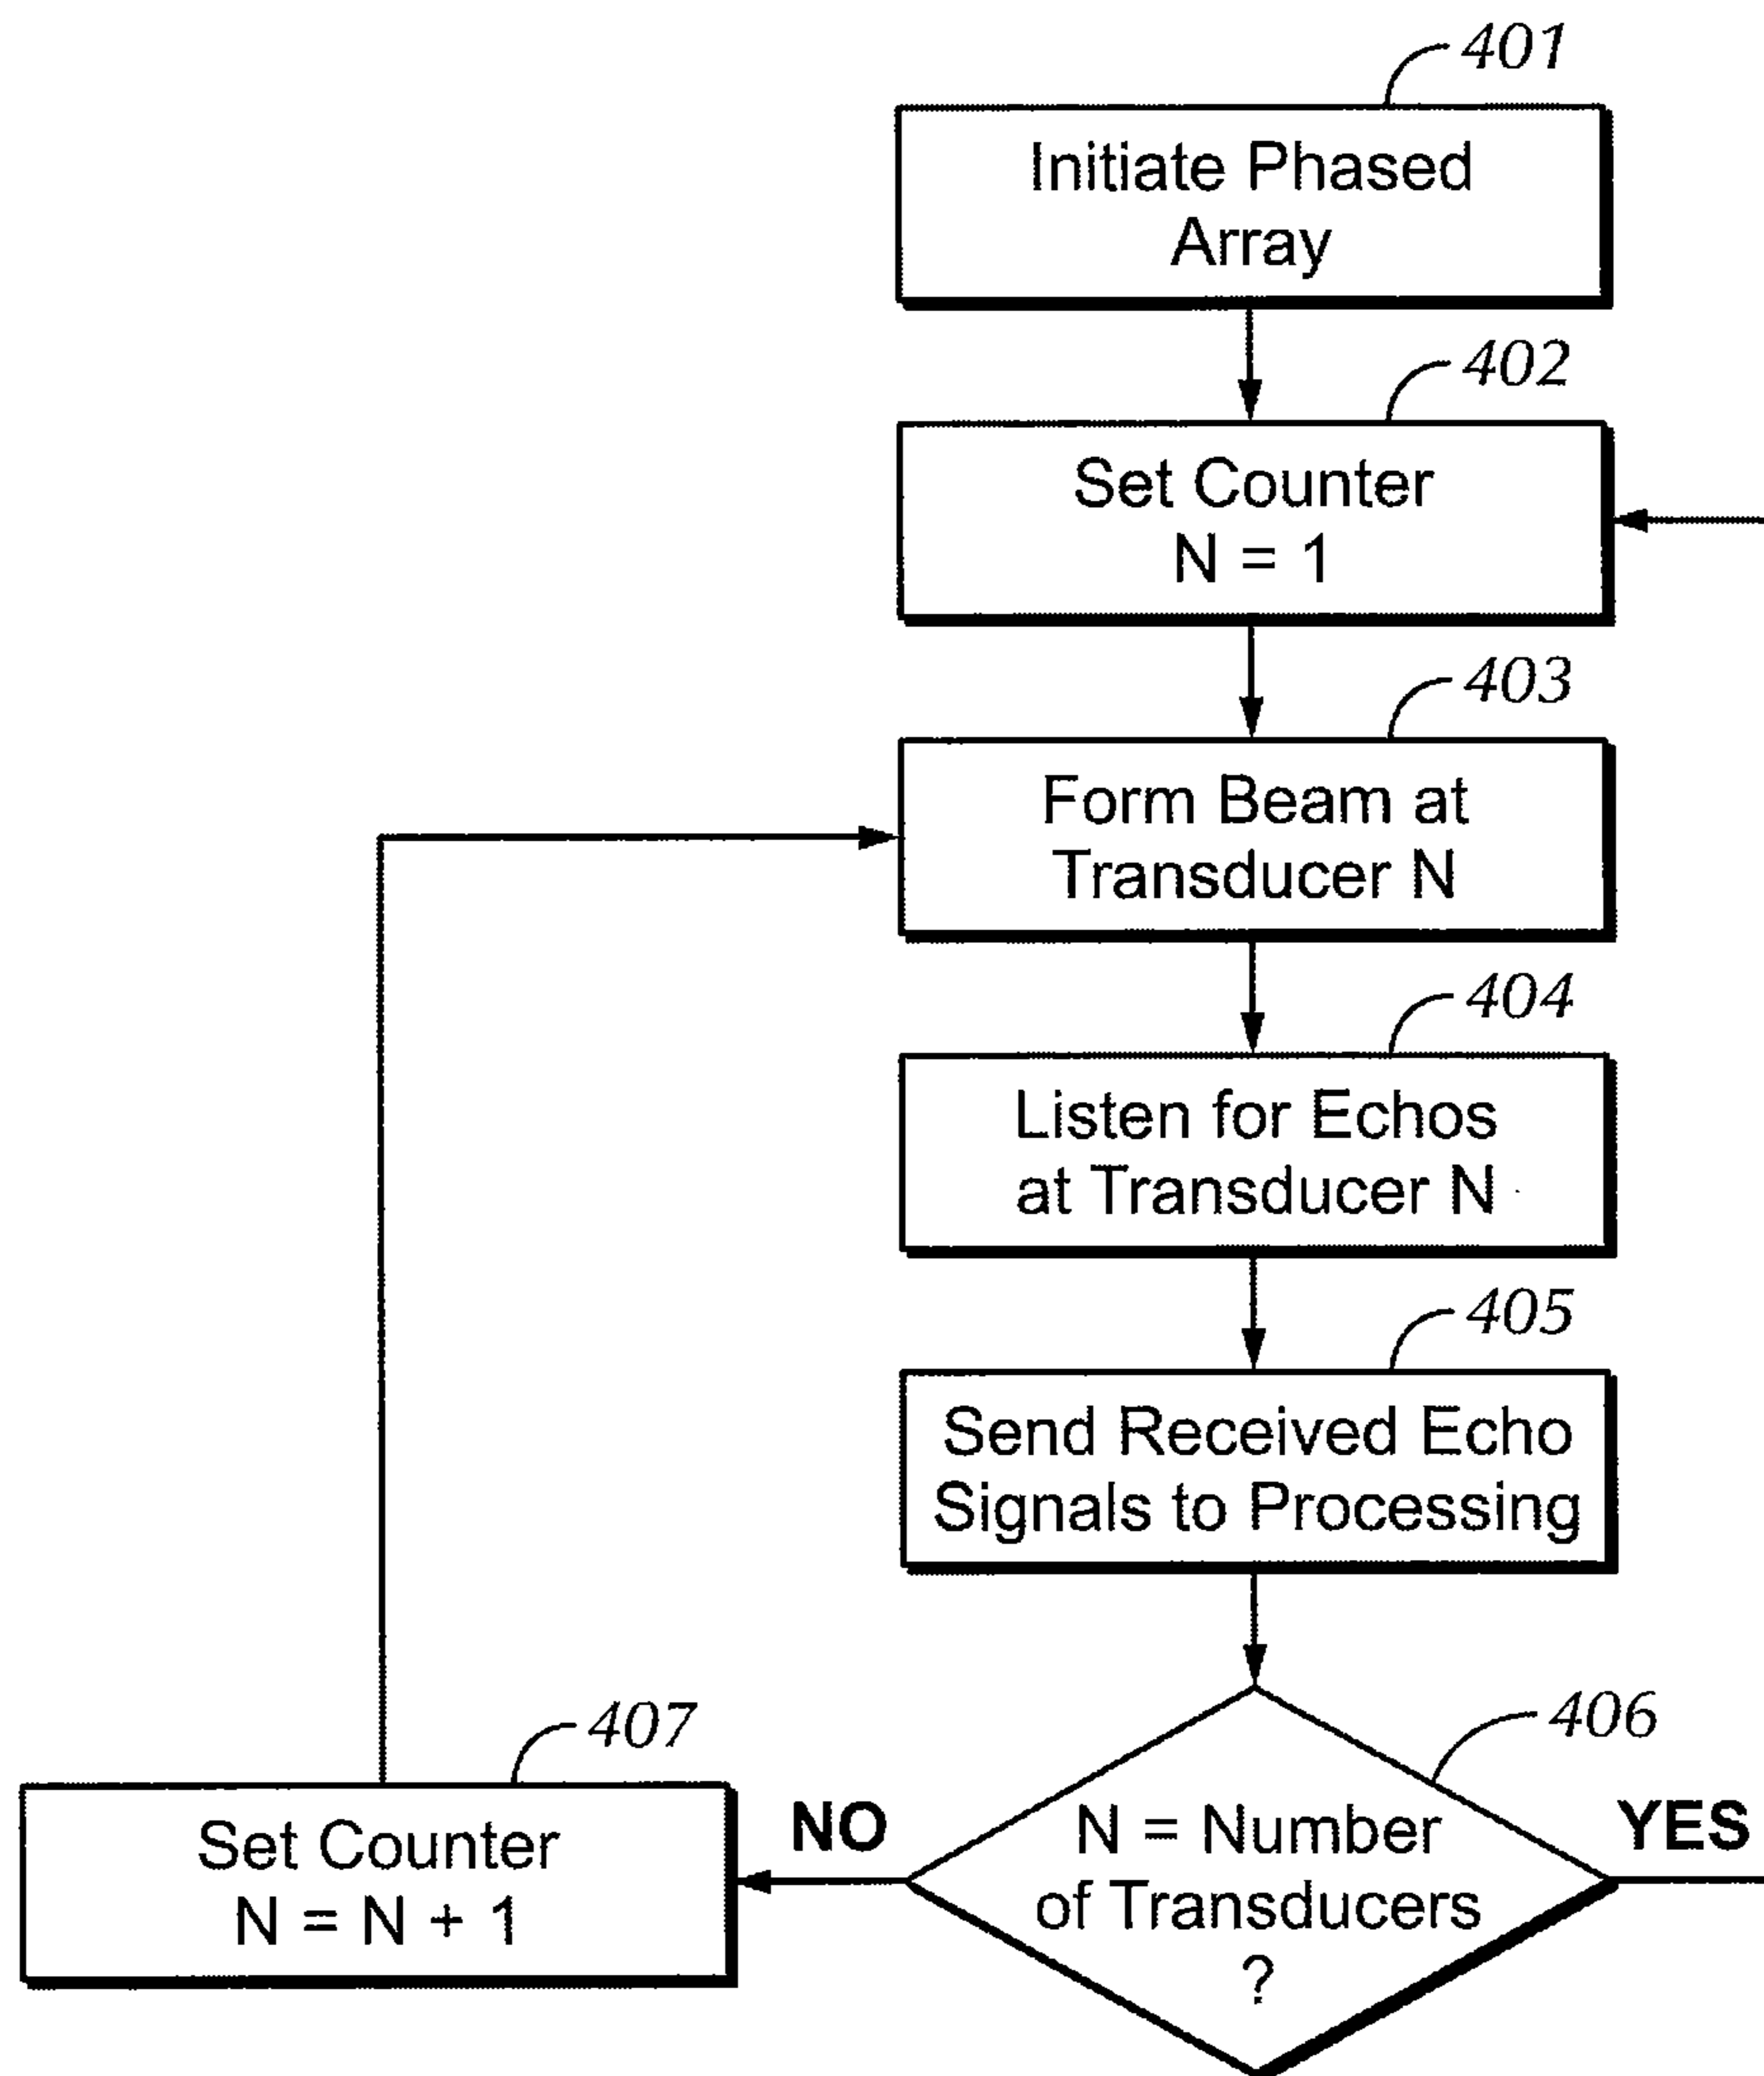 401
Initiate Phased
Array
402
Set Counter
N = 1
403
Form Beam at
Transducer N
404
Listen for Echos
at Transducer N
405
Send Received Echo
Signals to Processing
406
N = Number
of Transducers
?
YES
NO
407
Set Counter
N = N + 1